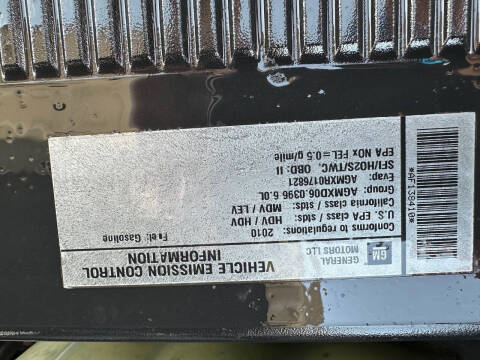 VEHICLE EMISSION CONTROL
INFORMATION
GM
GENERAL
MOTORS LLC
Conforms to regulations: 2010
U.S. EPA class / stds: HDV / HDV
California class / stds: MDV / LEV
Group: AGMXD06.0396 6.0L
Evap: AGMXR0176821
SFI/HO2S/TWC, OBD: II
EPA NOx FEL = 0.5 g/mile
Fuel: Gasoline
*AF138410*